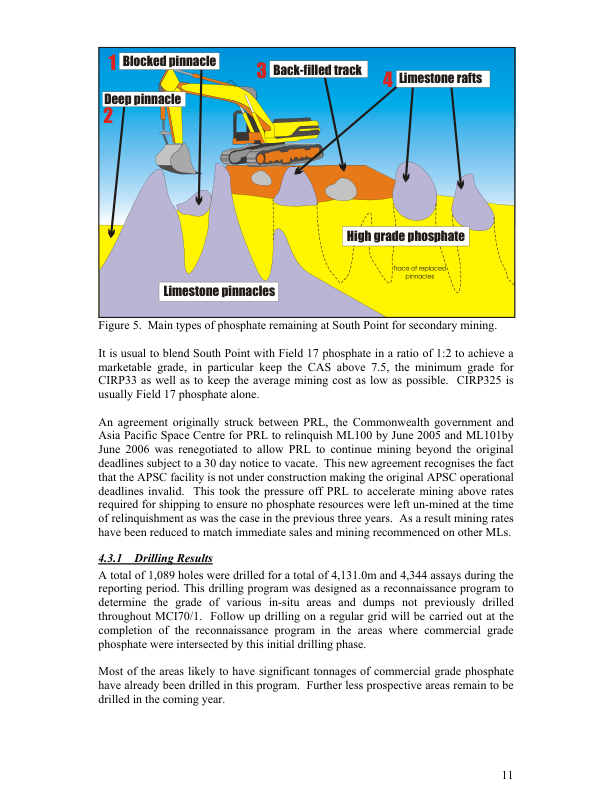 1 Blocked pinnacle
3 Back-filled track
4 Limestone rafts
Deep pinnacle
2
High grade phosphate
Trace of replaced
pinnacles
Limestone pinnacles
Figure 5.  Main types of phosphate remaining at South Point for secondary mining.
It is usual to blend South Point with Field 17 phosphate in a ratio of 1:2 to achieve a
marketable grade, in particular keep the CAS above 7.5, the minimum grade for
CIRP33 as well as to keep the average mining cost as low as possible.  CIRP325 is
usually Field 17 phosphate alone.
An agreement originally struck between PRL, the Commonwealth government and
Asia Pacific Space Centre for PRL to relinquish ML100 by June 2005 and ML101by
June 2006 was renegotiated to allow PRL to continue mining beyond the original
deadlines subject to a 30 day notice to vacate.  This new agreement recognises the fact
that the APSC facility is not under construction making the original APSC operational
deadlines invalid.  This took the pressure off PRL to accelerate mining above rates
required for shipping to ensure no phosphate resources were left un-mined at the time
of relinquishment as was the case in the previous three years.  As a result mining rates
have been reduced to match immediate sales and mining recommenced on other MLs.
4.3.1    Drilling Results
A total of 1,089 holes were drilled for a total of 4,131.0m and 4,344 assays during the
reporting period. This drilling program was designed as a reconnaissance program to
determine the grade of various in-situ areas and dumps not previously drilled
throughout MCI70/1.  Follow up drilling on a regular grid will be carried out at the
completion of the reconnaissance program in the areas where commercial grade
phosphate were intersected by this initial drilling phase.
Most of the areas likely to have significant tonnages of commercial grade phosphate
have already been drilled in this program.  Further less prospective areas remain to be
drilled in the coming year.
11